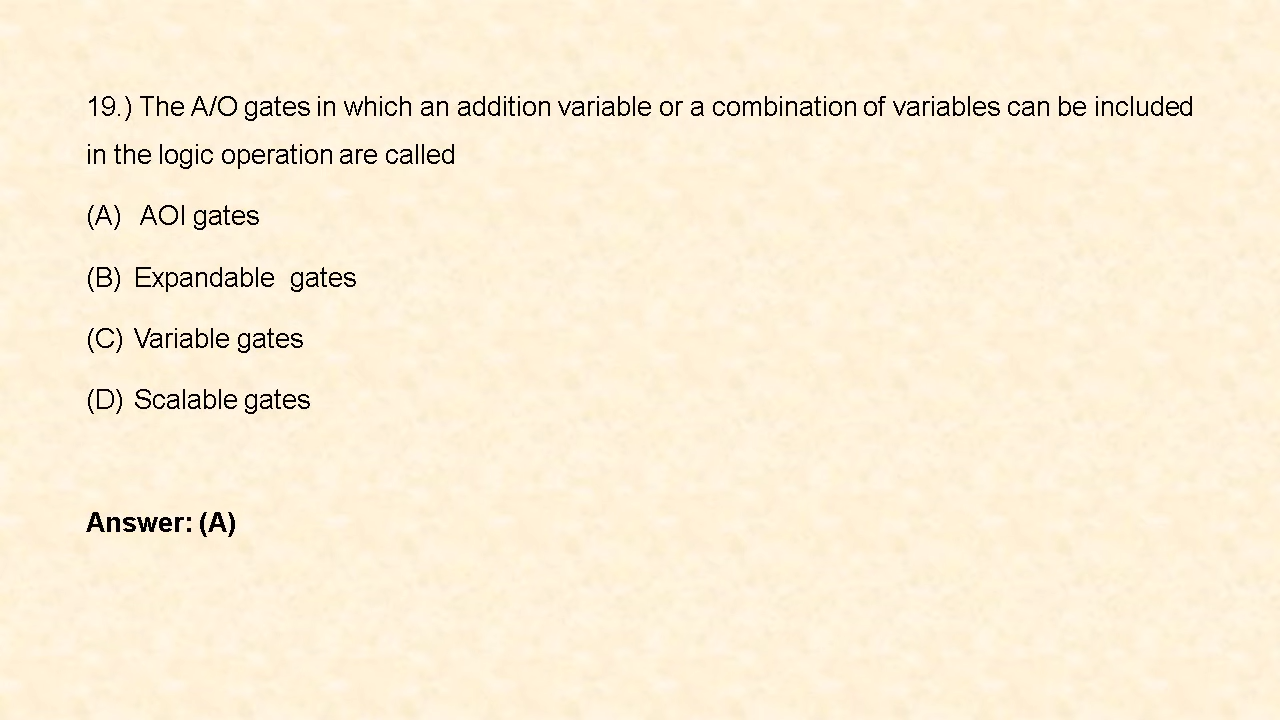 19.) The A/O gates in which an addition variable or a combination of variables can be included
in the logic operation are called
(A) AOI gates
(B) Expandable gates
(C) Variable gates
(D) Scalable gates
Answer: (A)